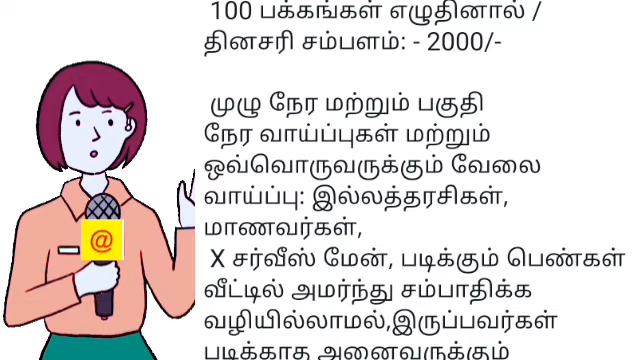 100 பக்கங்கள் எழுதினால் /
தினசரி சம்பளம்: - 2000/-
முழு நேர மற்றும் பகுதி
நேர வாய்ப்புகள் மற்றும்
ஒவ்வொருவருக்கும் வேலை
வாய்ப்பு: இல்லத்தரசிகள்,
மாணவர்கள்,
X சர்வீஸ் மேன், படிக்கும் பெண்கள்
வீட்டில் அமர்ந்து சம்பாதிக்க
வழியில்லாமல்,இருப்பவர்கள்
படிக்காத அனைவருக்கும்
@